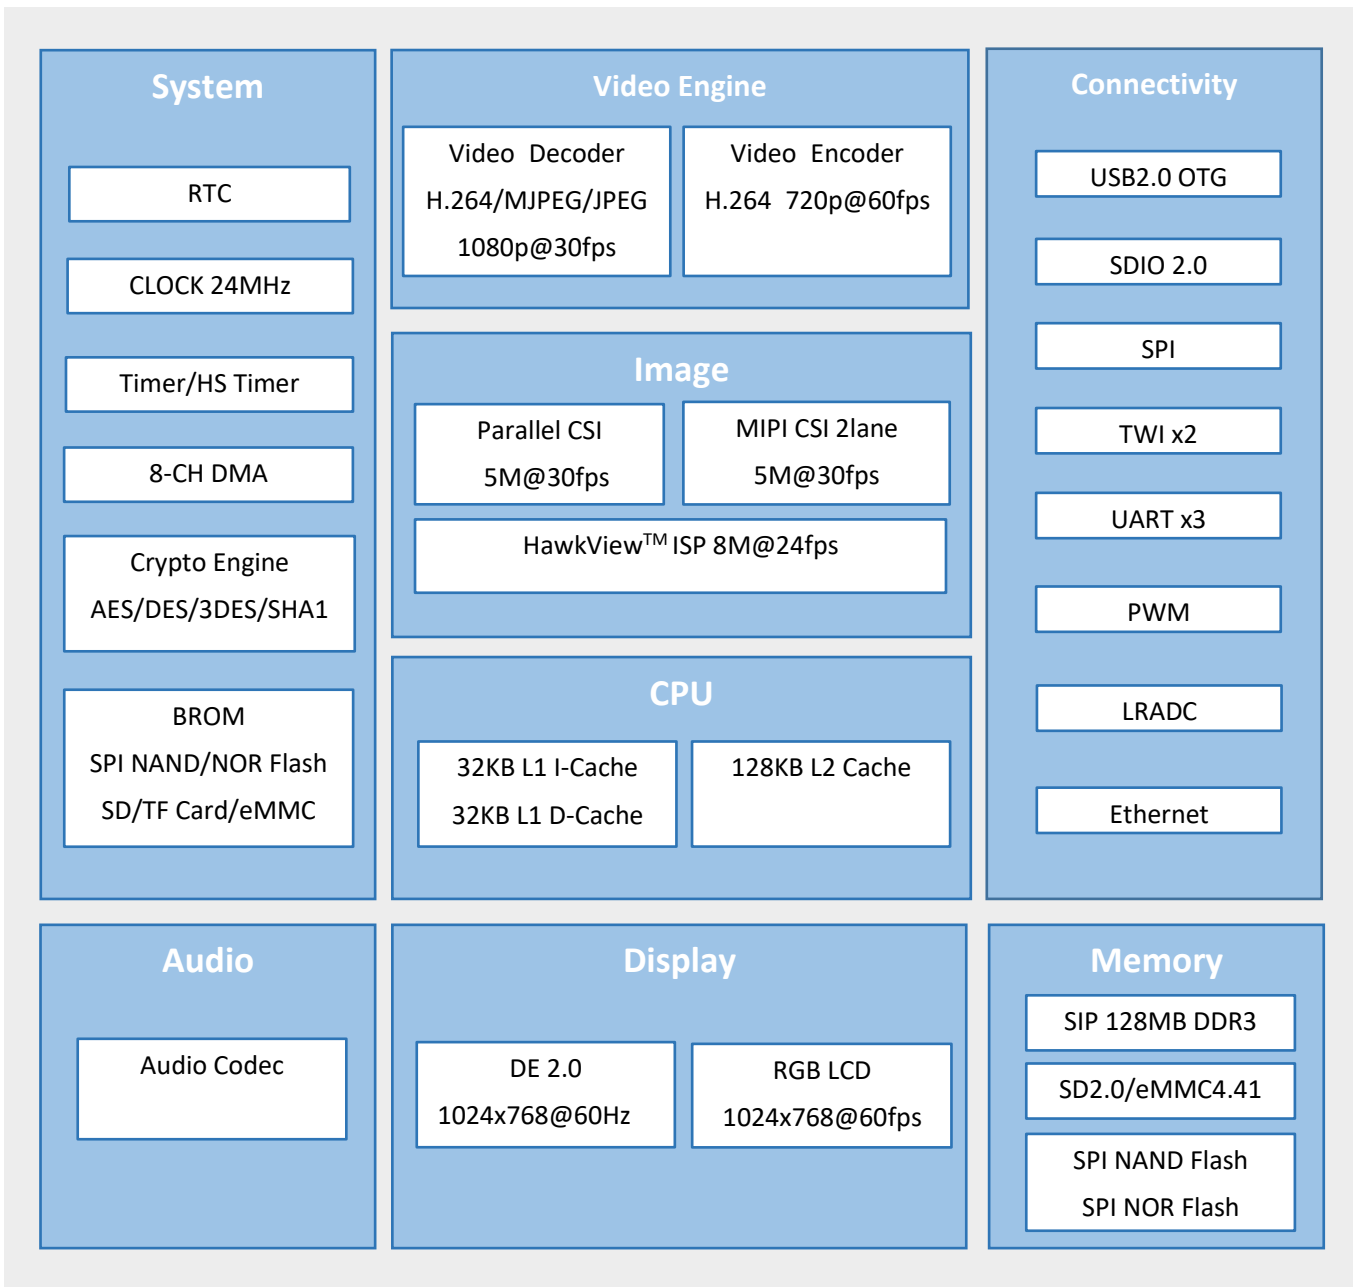 System
RTC
CLOCK 24MHz
Timer/HS Timer
8-CH DMA
Crypto Engine
AES/DES/3DES/SHA1
BROM
SPI NAND/NOR Flash
SD/TF Card/eMMC
Video Engine
Video Decoder
H.264/MJPEG/JPEG
1080p@30fps
Video Encoder
H.264 720p@60fps
Image
Parallel CSI
5M@30fps
MIPI CSI 2lane
5M@30fps
HawkView™ ISP 8M@24fps
CPU
32KB L1 I-Cache
32KB L1 D-Cache
128KB L2 Cache
Connectivity
USB2.0 OTG
SDIO 2.0
SPI
TWI x2
UART x3
PWM
LRADC
Ethernet
Audio
Audio Codec
Display
DE 2.0
1024x768@60Hz
RGB LCD
1024x768@60fps
Memory
SIP 128MB DDR3
SD2.0/eMMC4.41
SPI NAND Flash
SPI NOR Flash